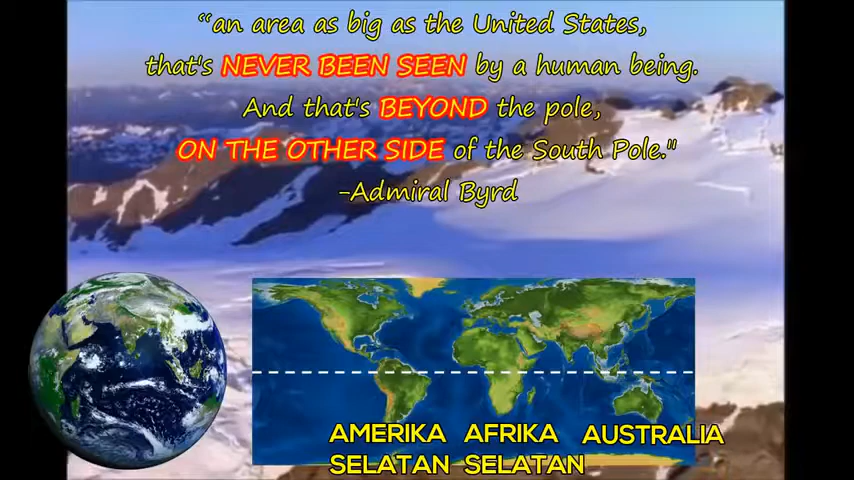 “an area as big as the United States,
that's NEVER BEEN SEEN by a human being.
And that's BEYOND the pole,
ON THE OTHER SIDE of the South Pole."
-Admiral Byrd
AMERIKA AFRIKA AUSTRALIA
SELATAN SELATAN